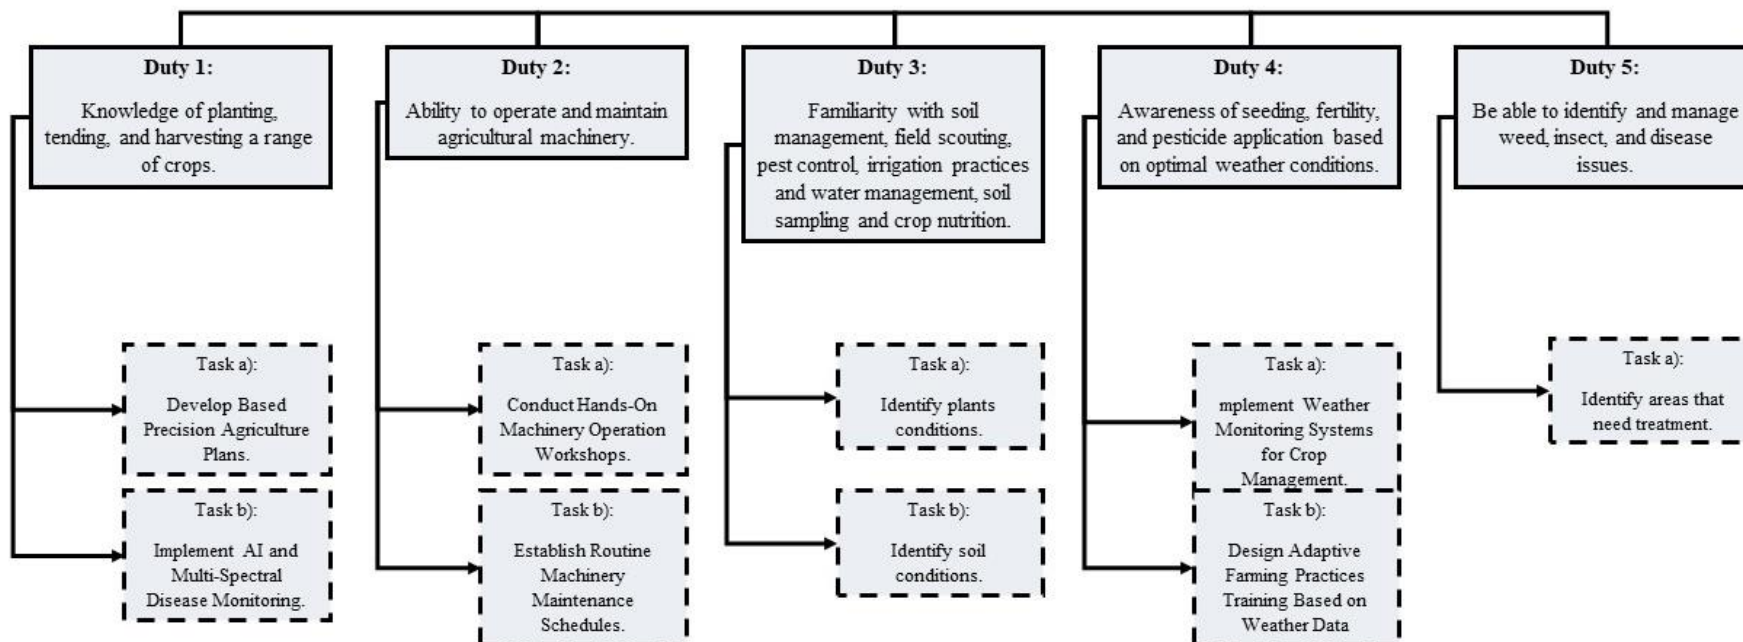 Duty 1:
Knowledge of planting,
tending, and harvesting a range
of crops.
Duty 2:
Ability to operate and maintain
agricultural machinery.
Duty 3:
Familiarity with soil
management, field scouting,
pest control, irrigation practices
and water management, soil
sampling and crop nutrition.
Duty 4:
Awareness of seeding, fertility,
and pesticide application based
on optimal weather conditions.
Duty 5:
Be able to identify and manage
weed, insect, and disease
issues.
Task a):
Develop Based
Precision Agriculture
Plans.
Task b):
Implement AI and
Multi-Spectral
Disease Monitoring.
Task a):
Conduct Hands-On
Machinery Operation
Workshops.
Task b):
Establish Routine
Machinery
Maintenance
Schedules.
Task a):
Identify plants
conditions.
Task b):
Identify soil
conditions.
Task a):
mplement Weather
Monitoring Systems
for Crop
Management.
Task b):
Design Adaptive
Farming Practices
Training Based on
Weather Data
Task a):
Identify areas that
need treatment.